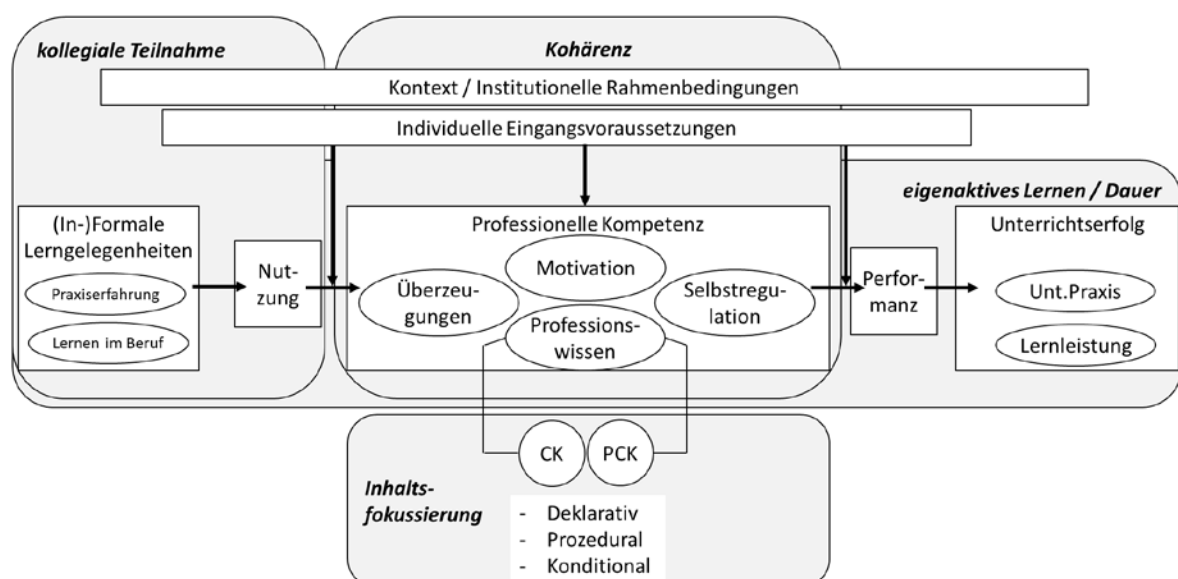 kollegiale Teilnahme
Kohärenz
Kontext / Institutionelle Rahmenbedingungen
Individuelle Eingangsvoraussetzungen
eigenaktives Lernen / Dauer
(In-)Formale
Lerngelegenheiten
Praxiserfahrung
Lernen im Beruf
Nut-
zung
Professionelle Kompetenz
Motivation
Überzeu-
gungen
Selbstregu-
lation
Professions-
wissen
Perfor-
manz
Unterrichtserfolg
Unt.Praxis
Lernleistung
CK
PCK
Inhalts-
fokussierung
- Deklarativ
- Prozedural
- Konditional